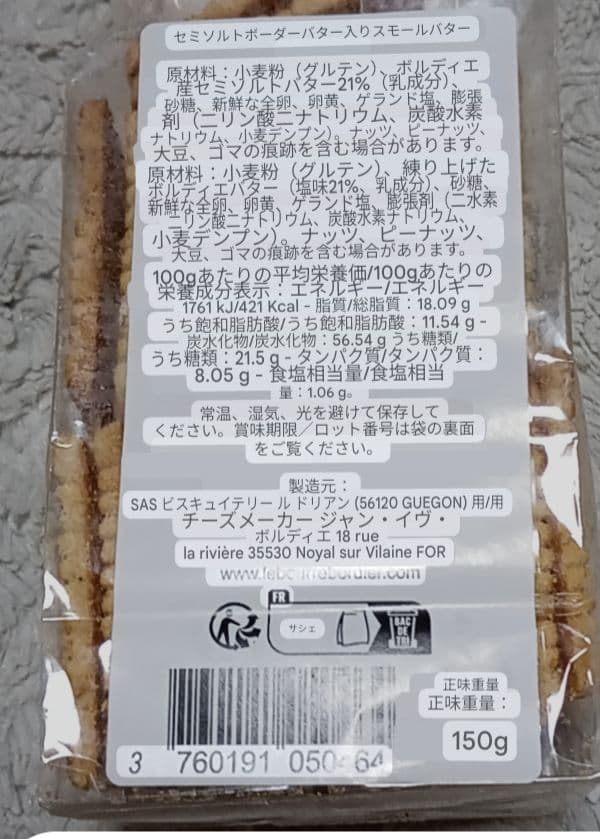 セミソルトボーダーバター入りスモールバター
原材料：小麦粉（グルテン）、ボルディエ
産セミソルトバター21%（乳成分）、
砂糖、新鮮な全卵、卵黄、ゲランド塩、膨張
剤（二リン酸二ナトリウム、炭酸水素
ナトリウム、小麦デンプン）。ナッツ、ピーナッツ、
大豆、ゴマの痕跡を含む場合があります。
原材料：小麦粉（グルテン）、練り上げた
ボルディエバター（塩味21%、乳成分）、砂糖、
新鮮な全卵、卵黄、ゲランド塩、膨張剤（二水素
二リン酸二ナトリウム、炭酸水素ナトリウム、
小麦デンプン）。ナッツ、ピーナッツ、
大豆、ゴマの痕跡を含む場合があります。
100gあたりの平均栄養価/100gあたりの
栄養成分表示：エネルギー/エネルギー
1761 kJ/421 Kcal - 脂質/総脂質：18.09 g
うち飽和脂肪酸/うち飽和脂肪酸：11.54 g -
炭水化物/炭水化物：56.54 g うち糖類/
うち糖類：21.5 g - タンパク質/タンパク質：
8.05 g - 食塩相当量/食塩相当
量：1.06 g。
常温、湿気、光を避けて保存して
ください。賞味期限／ロット番号は袋の裏面
をご覧ください。
製造元：
SAS ビスキュイテリー ル ドリアン (56120 GUEGON) 用/用
チーズメーカー ジャン・イヴ・
ボルディエ 18 rue
la rivière 35530 Noyal sur Vilaine FOR
FR
サシェ
BAC
DE
TRI
正味重量
正味重量：
150g
3 760191 050 64